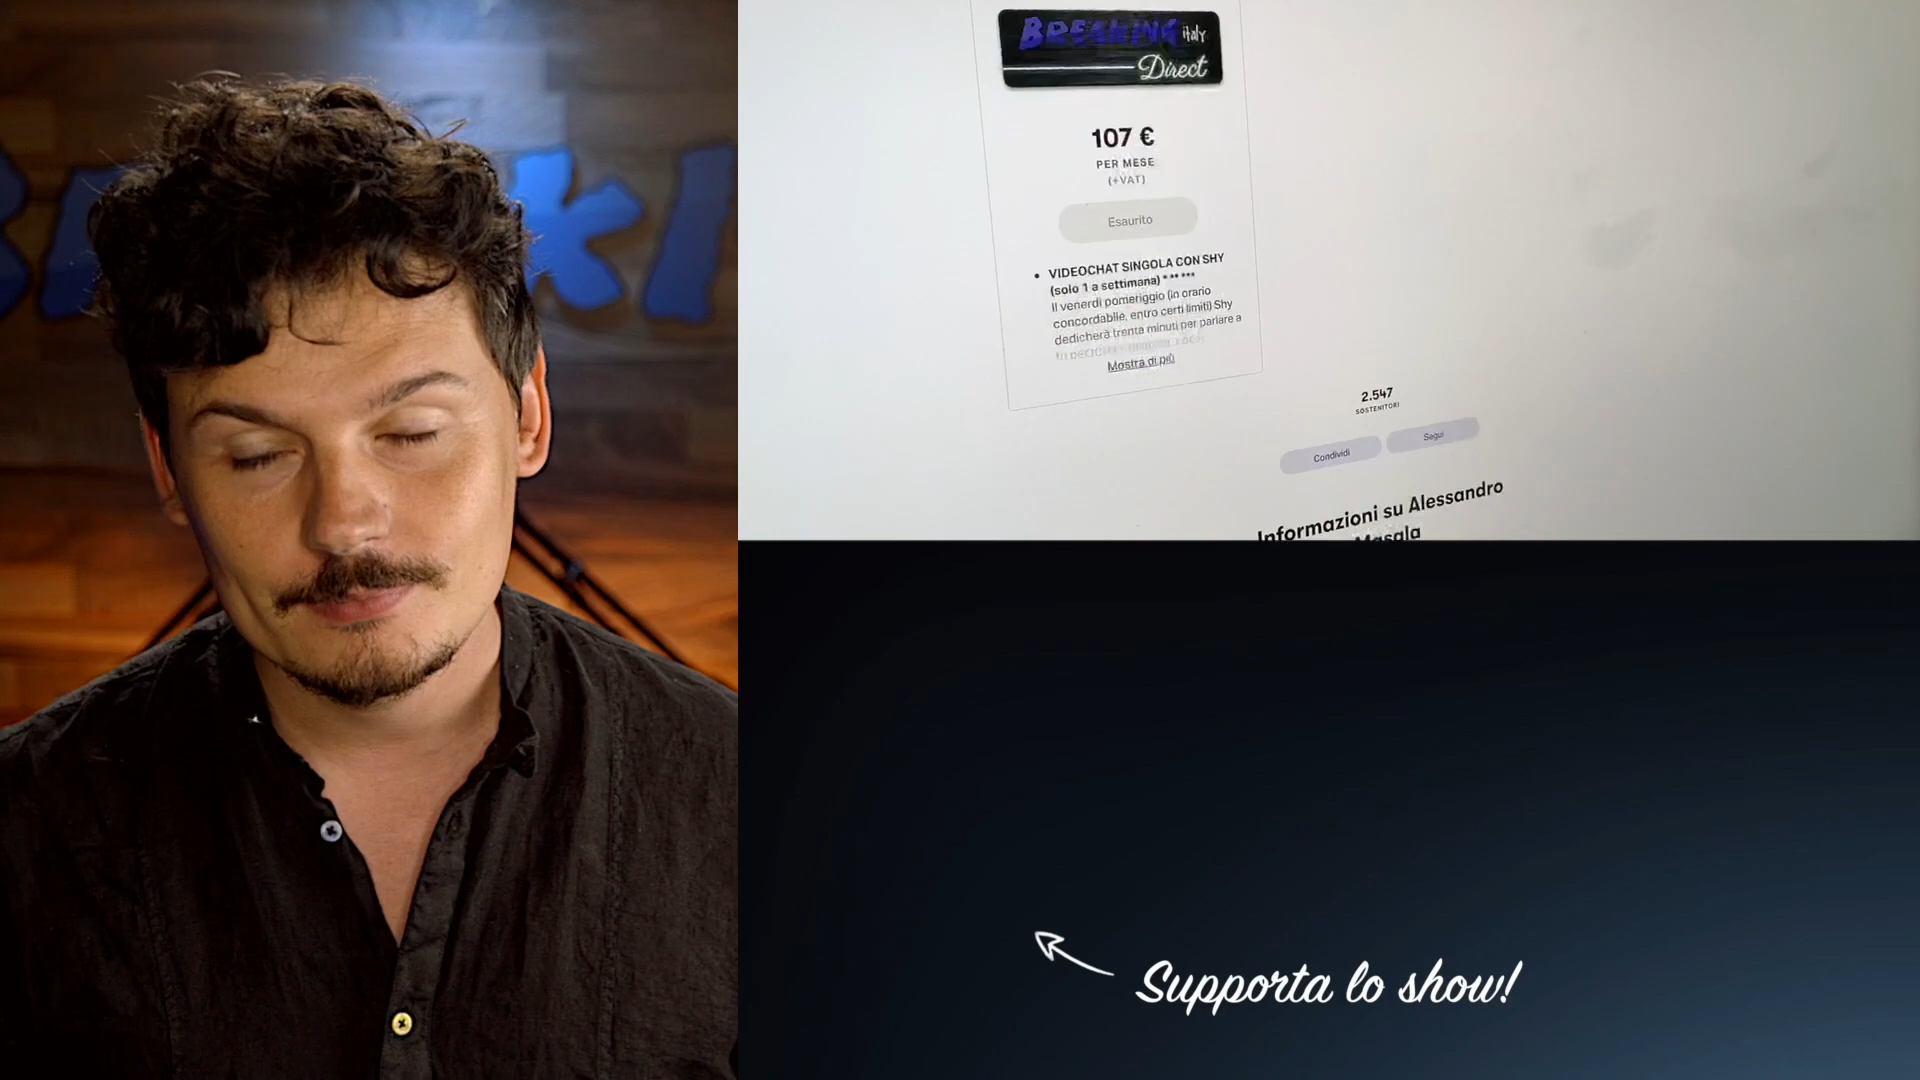 BREAKING italy
Direct
107 €
PER MESE
(+VAT)
Esaurito
• VIDEOCHAT SINGOLA CON SHY
(solo 1 a settimana) * ** ***
Il venerdì pomeriggio (in orario
concordabile, entro certi limiti) Shy
dedicherà trenta minuti per parlare a
Mostra di più
2.547
SOSTENITORI
Condividi
Segui
Informazioni su Alessandro
Masala
Supporta lo show!